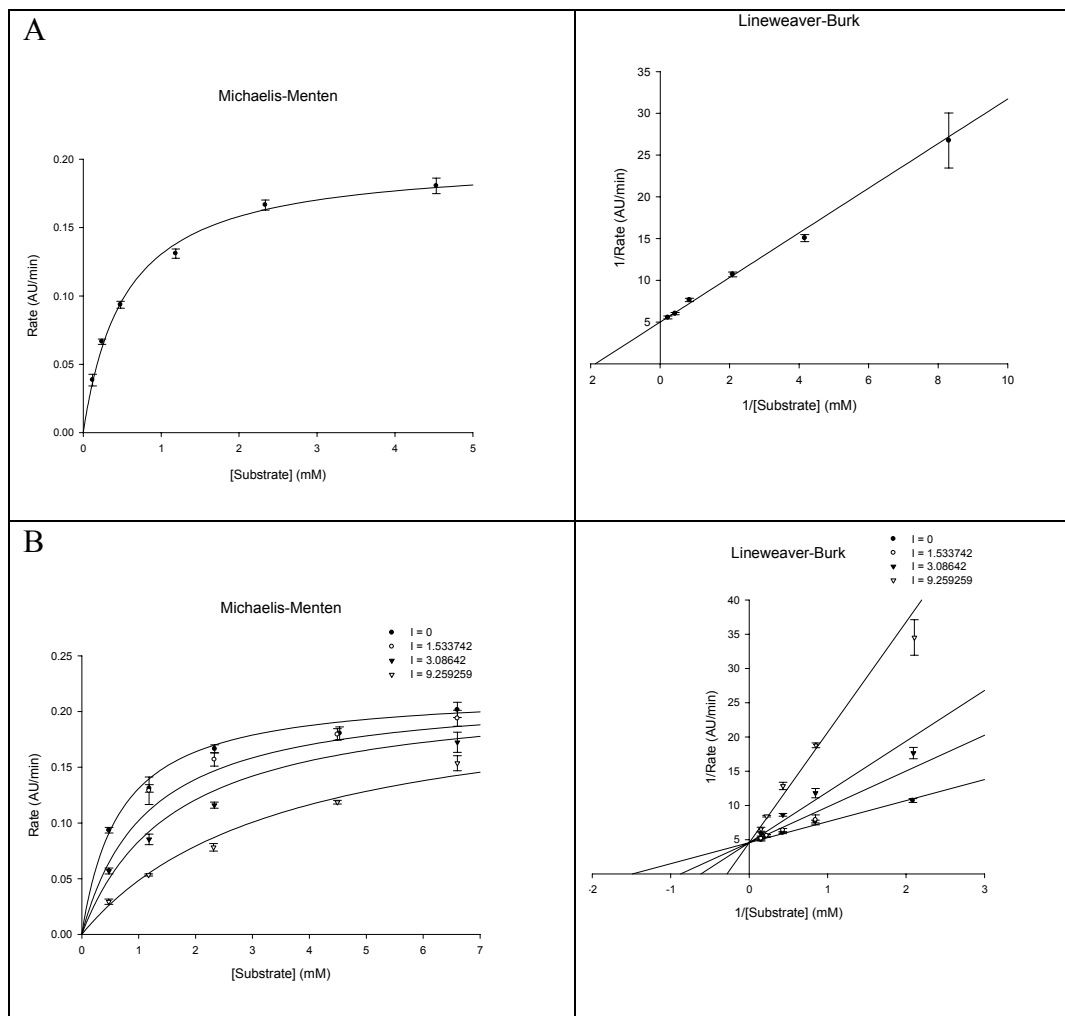 A
Michaelis-Menten
Rate (AU/min)
0.20
0.15
0.10
0.05
0.00
0 1 2 3 4 5
[Substrate] (mM)
Lineweaver-Burk
1/Rate (AU/min)
35
30
25
20
15
10
5
2 0 2 4 6 8 10
1/[Substrate] (mM)
B
Michaelis-Menten
I = 0
I = 1.533742
I = 3.08642
I = 9.259259
Rate (AU/min)
0.25
0.20
0.15
0.10
0.05
0.00
0 1 2 3 4 5 6 7
[Substrate] (mM)
Lineweaver-Burk
I = 0
I = 1.533742
I = 3.08642
I = 9.259259
1/Rate (AU/min)
40
35
30
25
20
15
10
5
-2 -1 0 1 2 3
1/[Substrate] (mM)